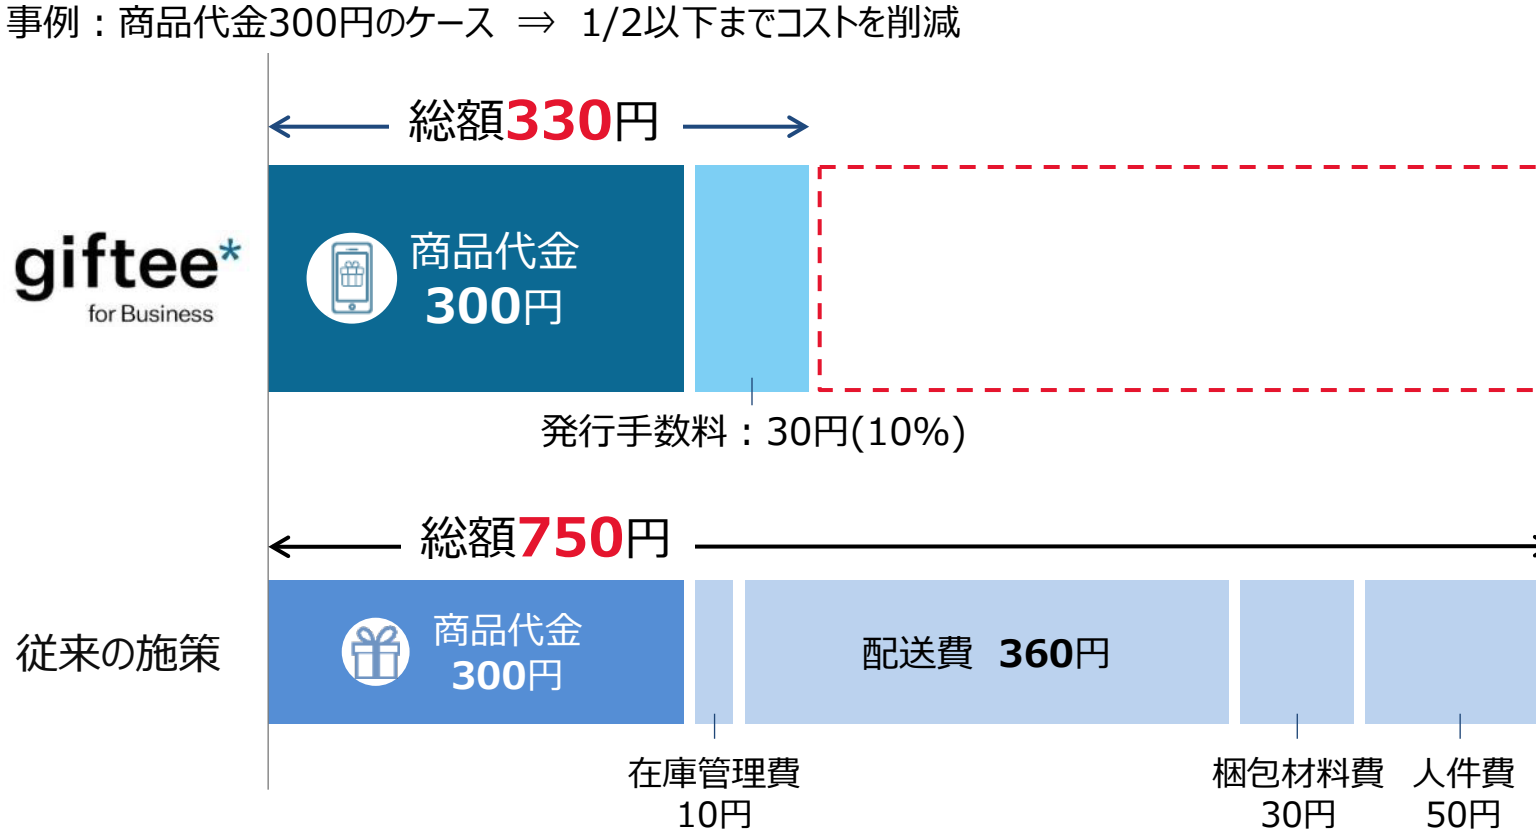 事例：商品代金300円のケース ⇒ 1/2以下までコストを削減
総額330円
giftee*
for Business
商品代金
300円
発行手数料：30円(10%)
総額750円
従来の施策
商品代金
300円
配送費 360円
在庫管理費
10円
梱包材料費
30円
人件費
50円